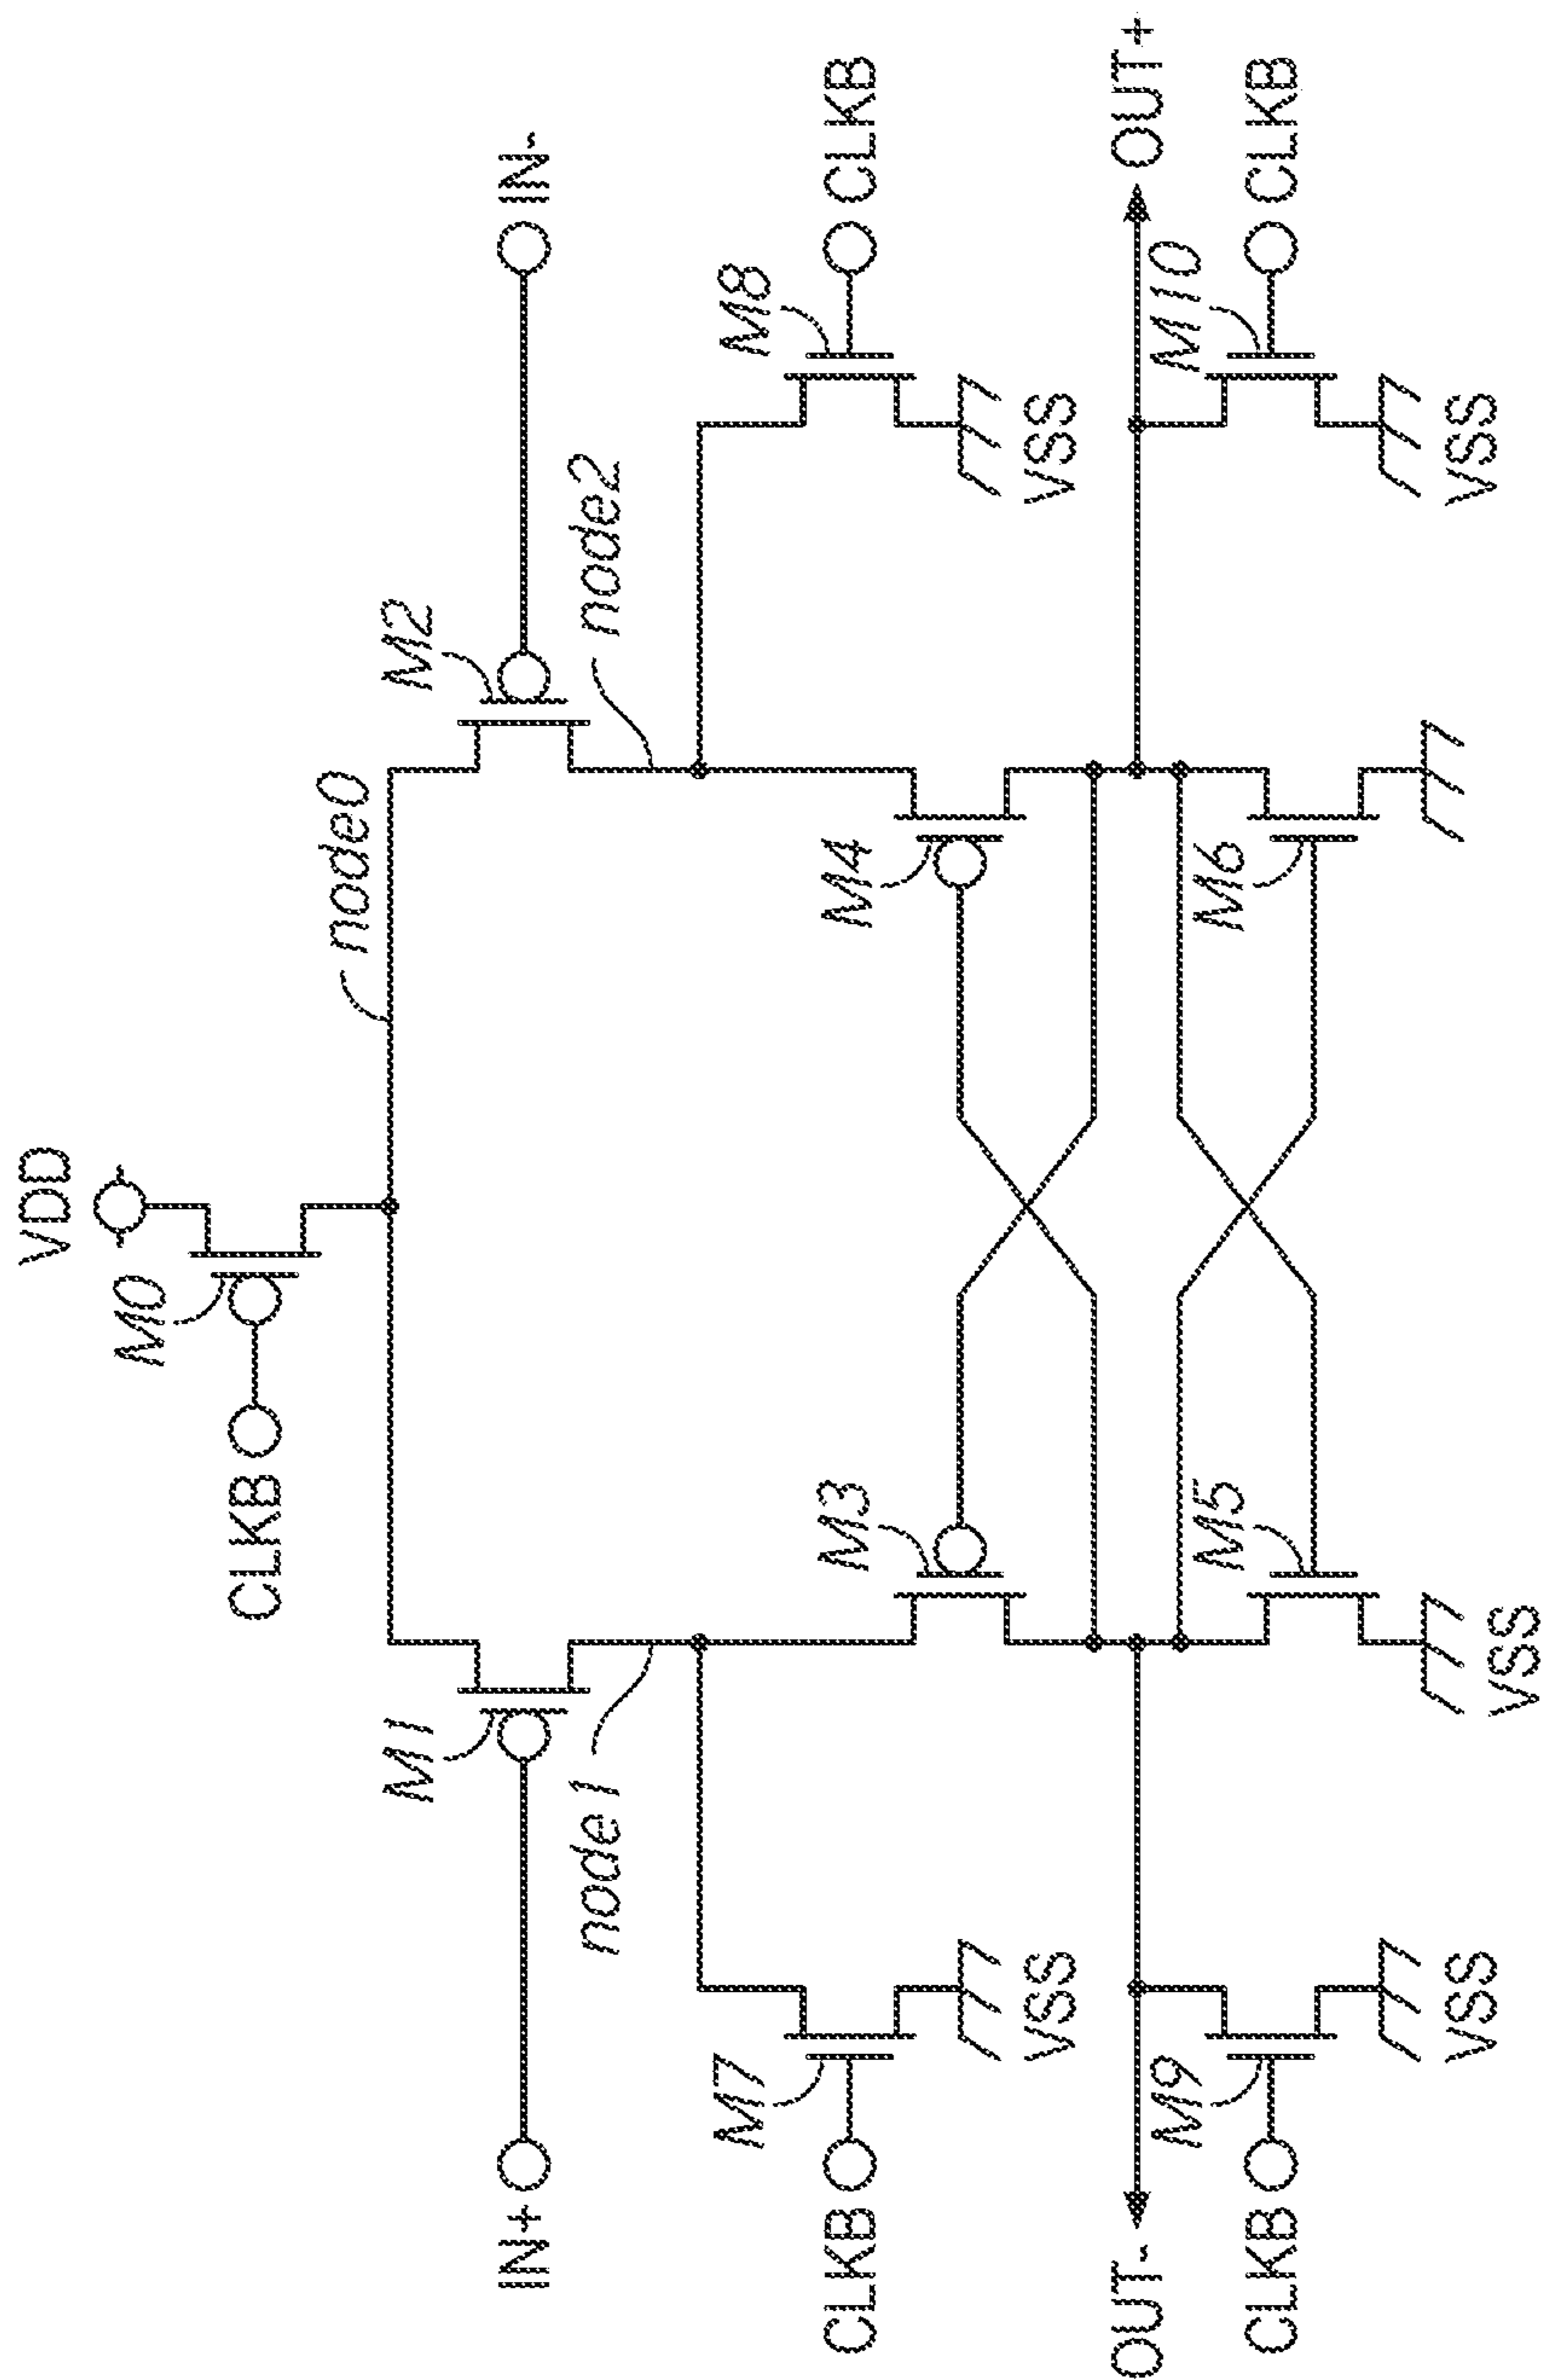 VDD
M0
CLKB
node0
M1
M2
IN+
IN-
node1
node2
M7
M8
CLKB
CLKB
VSS
VSS
M3
M4
OUT-
OUT+
M9
M10
M5
M6
CLKB
CLKB
VSS
VSS
VSS